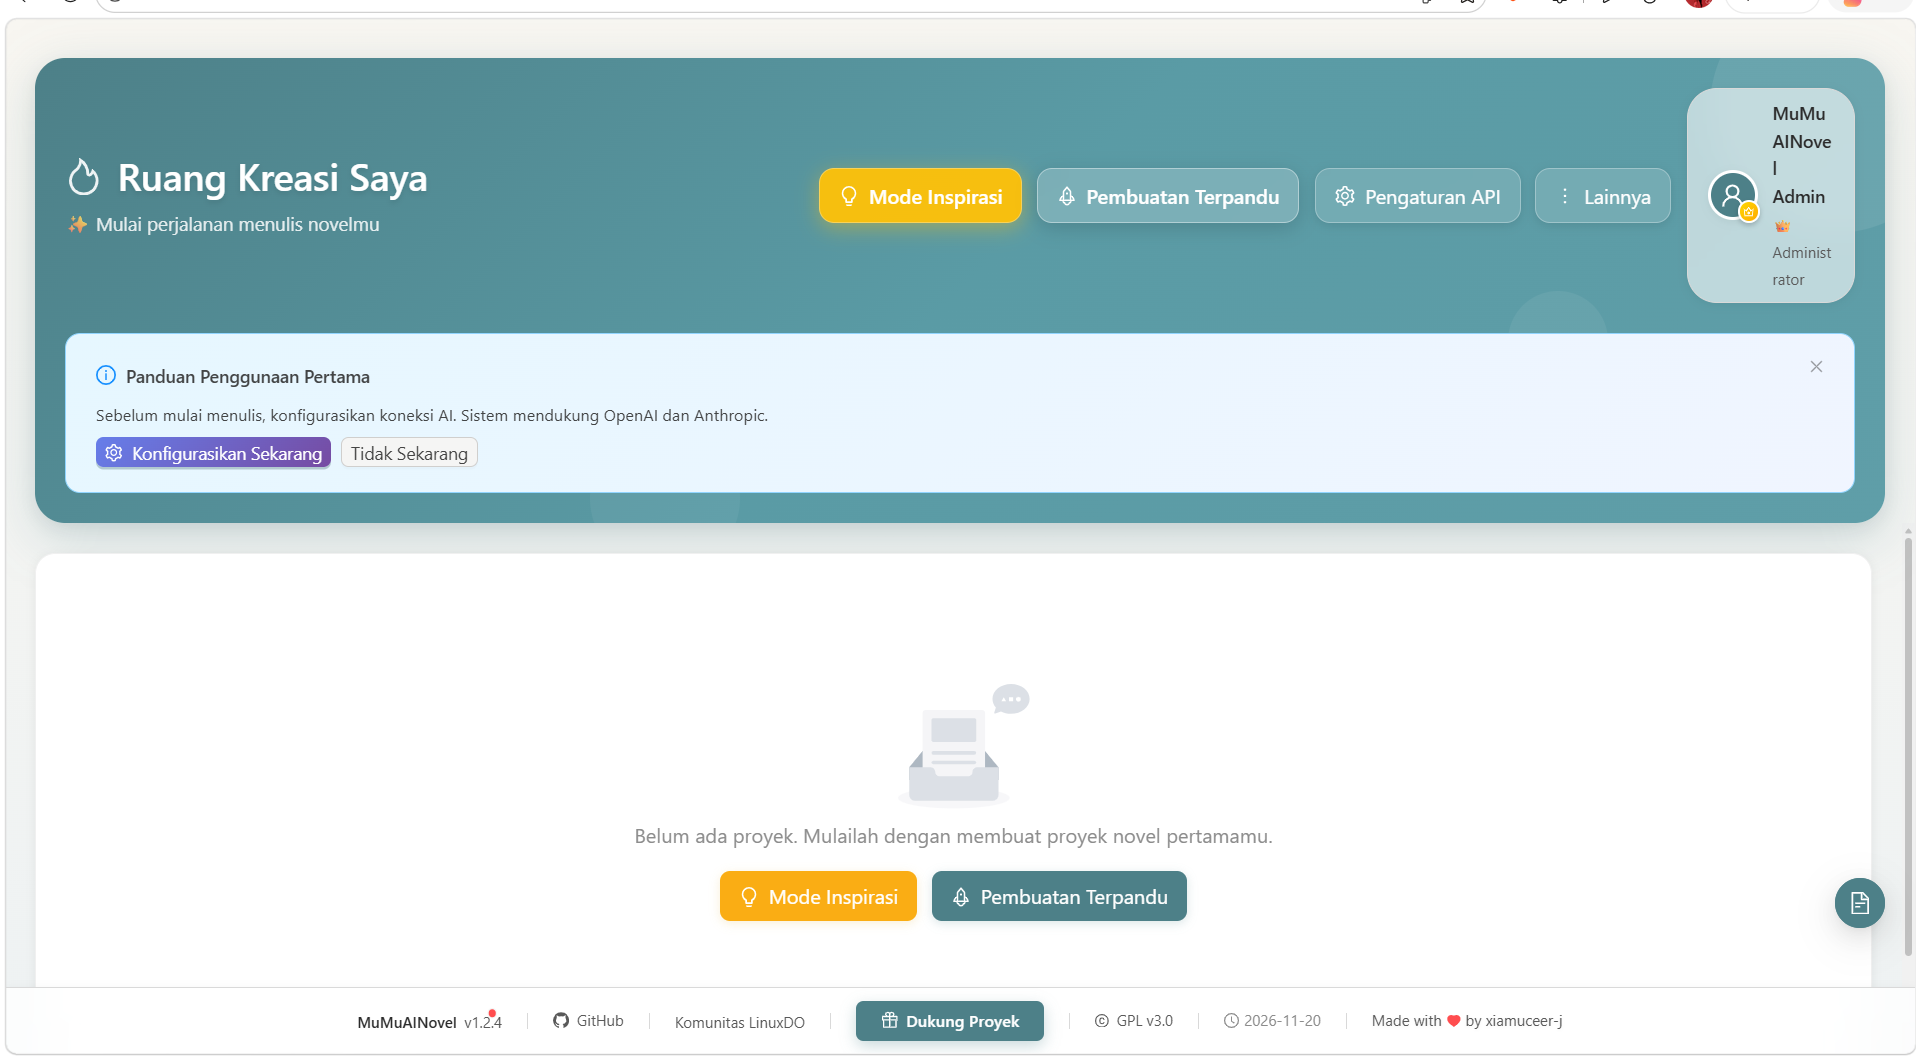 Ruang Kreasi Saya
Mulai perjalanan menulis novelmu
Mode Inspirasi
Pembuatan Terpandu
Pengaturan API
Lainnya
MuMu
AINove
l
Admin
Administ
rator
Panduan Penggunaan Pertama
Sebelum mulai menulis, konfigurasikan koneksi AI. Sistem mendukung OpenAI dan Anthropic.
Konfigurasikan Sekarang
Tidak Sekarang
Belum ada proyek. Mulailah dengan membuat proyek novel pertamamu.
Mode Inspirasi
Pembuatan Terpandu
MuMuAINovel v1.2.4
GitHub
Komunitas LinuxDO
Dukung Proyek
GPL v3.0
2026-11-20
Made with ❤ by xiamuceer-j